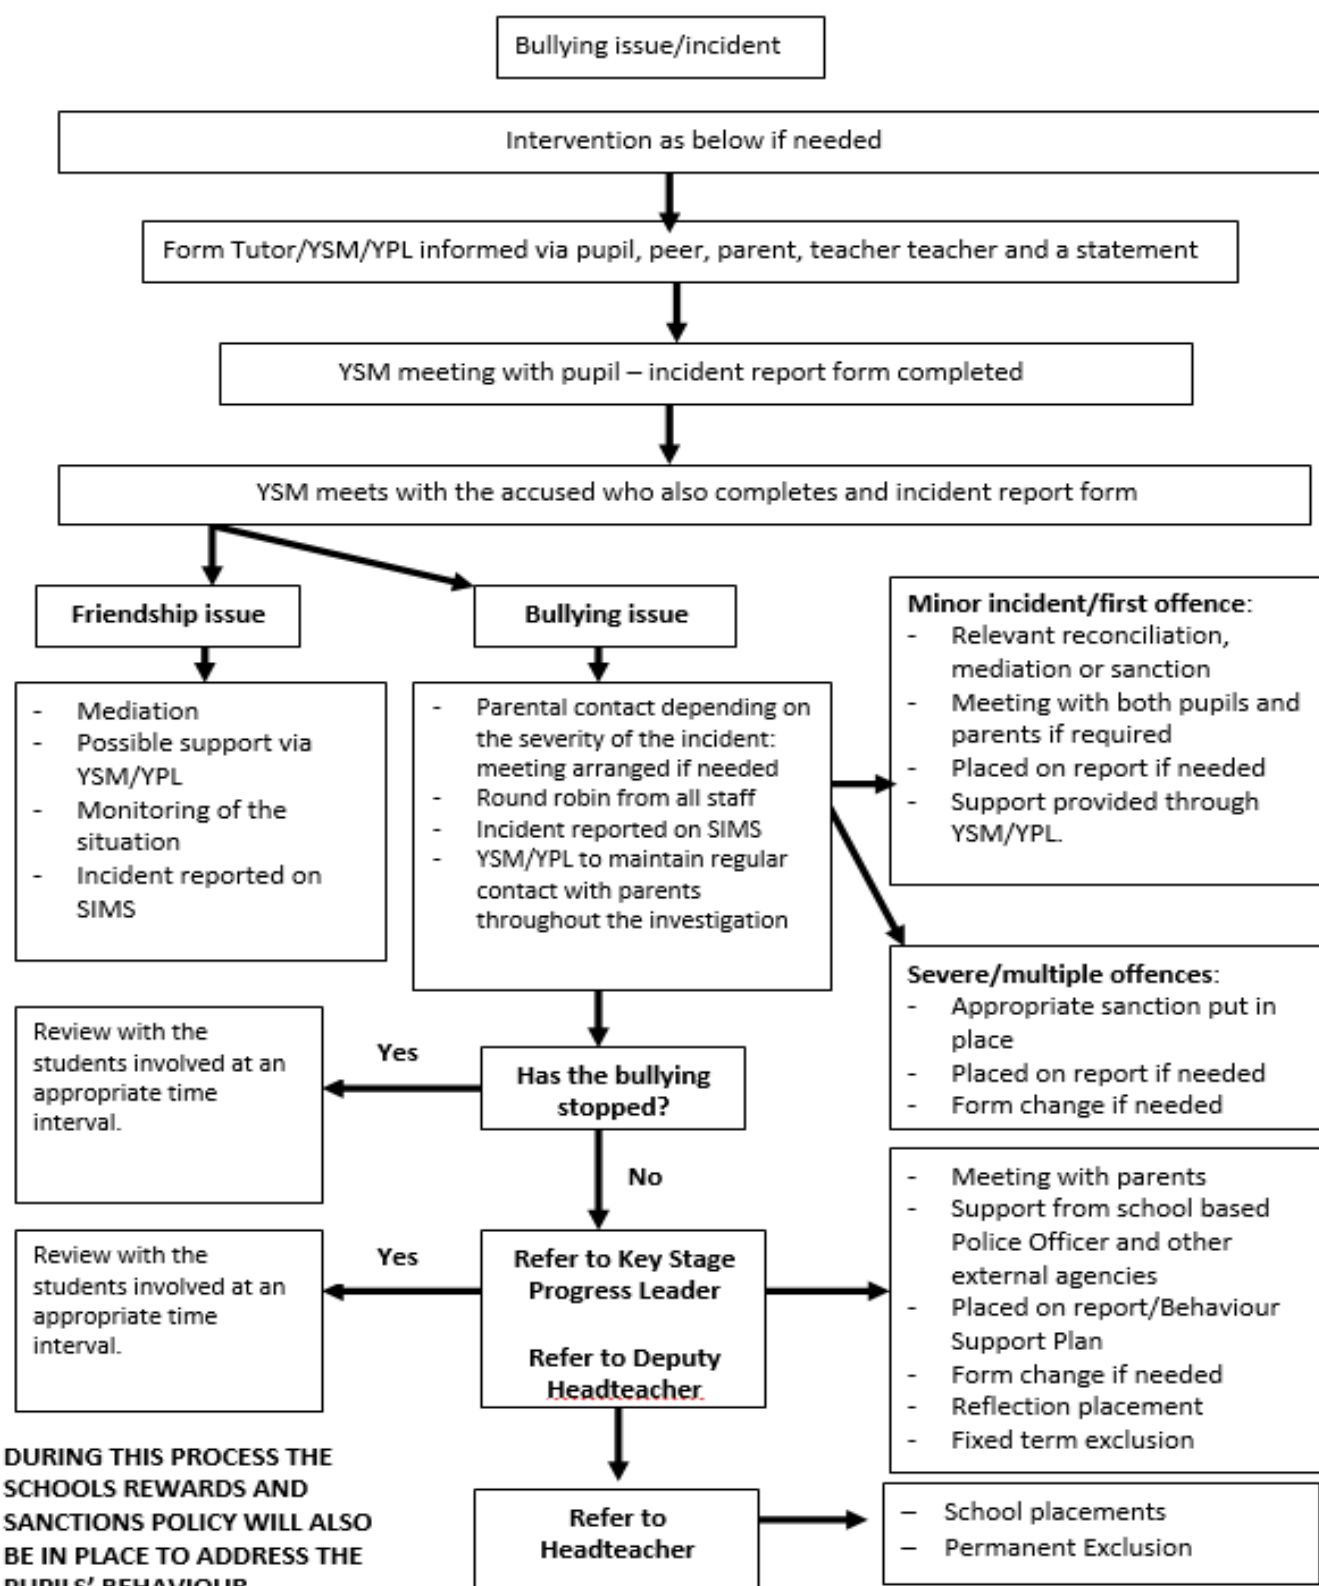 Bullying issue/incident
Intervention as below if needed
Form Tutor/YSM/YPL informed via pupil, peer, parent, teacher teacher and a statement
YSM meeting with pupil – incident report form completed
YSM meets with the accused who also completes and incident report form
Friendship issue
- Mediation
- Possible support via
YSM/YPL
- Monitoring of the
situation
- Incident reported on
SIMS
Bullying issue
- Parental contact depending on
the severity of the incident:
meeting arranged if needed
- Round robin from all staff
- Incident reported on SIMS
- YSM/YPL to maintain regular
contact with parents
throughout the investigation
Minor incident/first offence:
- Relevant reconciliation,
mediation or sanction
- Meeting with both pupils and
parents if required
- Placed on report if needed
- Support provided through
YSM/YPL.
Severe/multiple offences:
- Appropriate sanction put in
place
- Placed on report if needed
- Form change if needed
Has the bullying
stopped?
Yes
Review with the
students involved at an
appropriate time
interval.
No
Refer to Key Stage
Progress Leader
Refer to Deputy
Headteacher
Yes
Review with the
students involved at an
appropriate time
interval.
- Meeting with parents
- Support from school based
Police Officer and other
external agencies
- Placed on report/Behaviour
Support Plan
- Form change if needed
- Reflection placement
- Fixed term exclusion
Refer to
Headteacher
– School placements
– Permanent Exclusion
DURING THIS PROCESS THE
SCHOOLS REWARDS AND
SANCTIONS POLICY WILL ALSO
BE IN PLACE TO ADDRESS THE
PUPILS' BEHAVIOUR